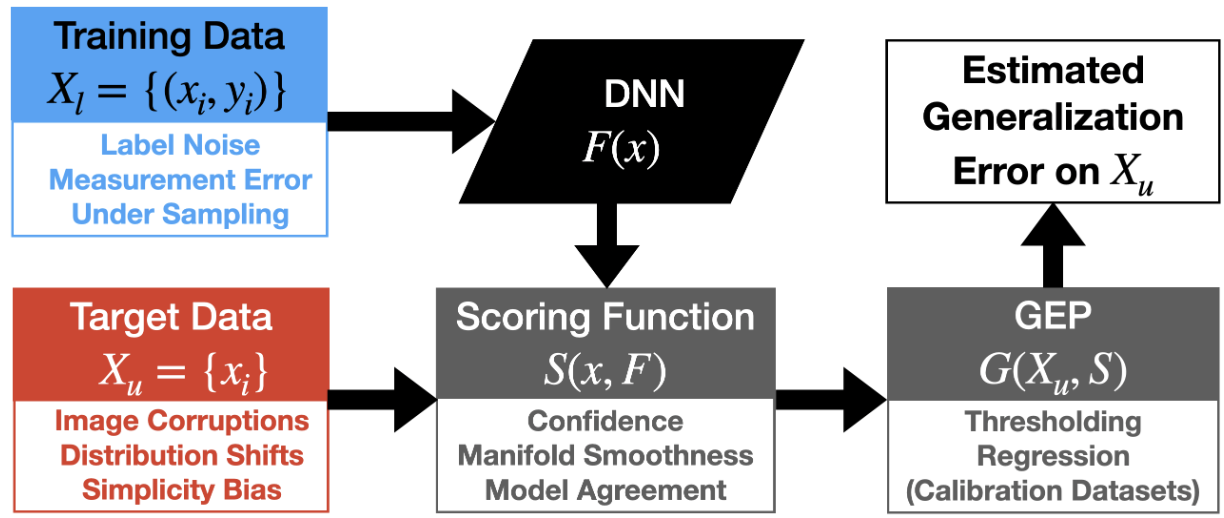 Training Data
X_l = {(x_i, y_i)}
Label Noise
Measurement Error
Under Sampling
DNN
F(x)
Estimated
Generalization
Error on X_u
Target Data
X_u = {x_i}
Image Corruptions
Distribution Shifts
Simplicity Bias
Scoring Function
S(x, F)
Confidence
Manifold Smoothness
Model Agreement
GEP
G(X_u, S)
Thresholding
Regression
(Calibration Datasets)